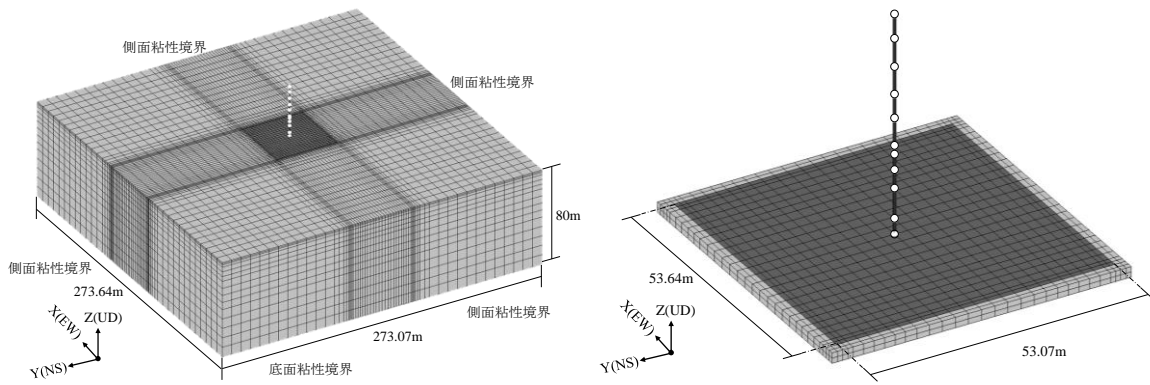 側面粘性境界
側面粘性境界
80m
側面粘性境界
273.64m
側面粘性境界
273.07m
底面粘性境界
X(EW)
Z(UD)
Y(NS)
53.64m
53.07m
X(EW)
Z(UD)
Y(NS)